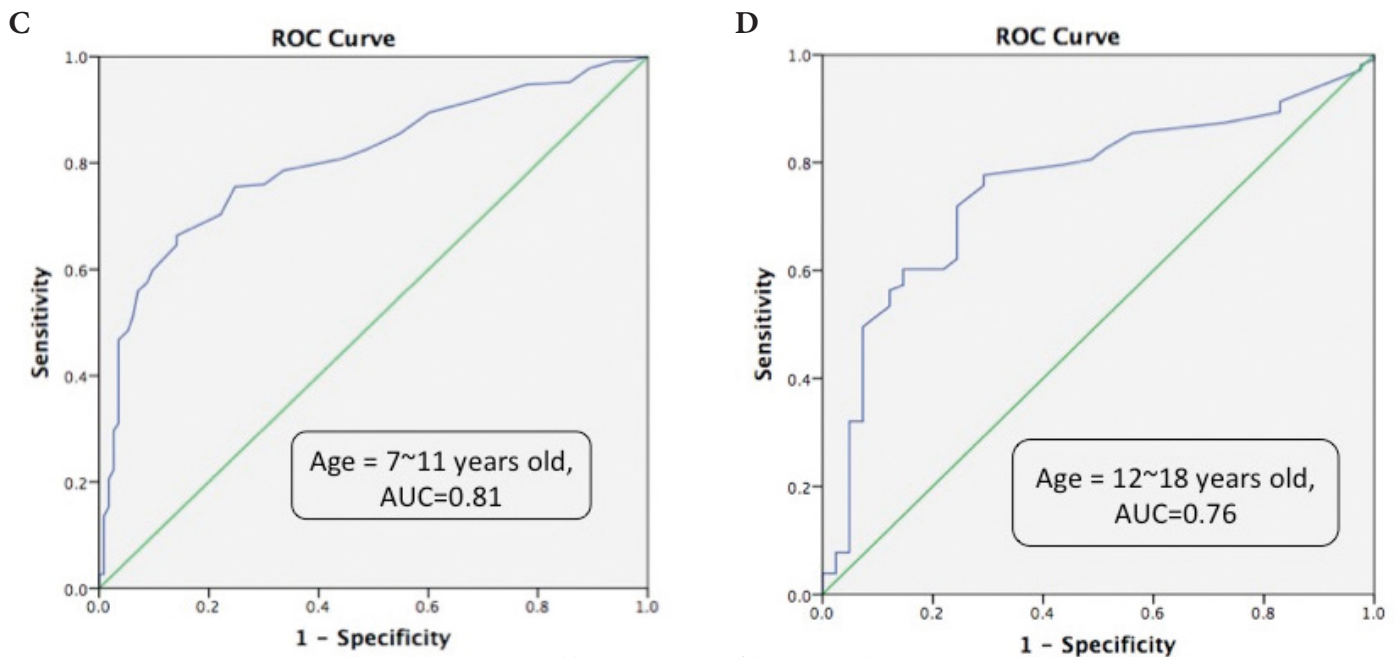 C
ROC Curve
1.0
0.8
0.6
0.4
0.2
0.0
Sensitivity
Age = 7~11 years old,
AUC=0.81
0.0 0.2 0.4 0.6 0.8 1.0
1 - Specificity
D
ROC Curve
1.0
0.8
0.6
0.4
0.2
0.0
Sensitivity
Age = 12~18 years old,
AUC=0.76
0.0 0.2 0.4 0.6 0.8 1.0
1 - Specificity